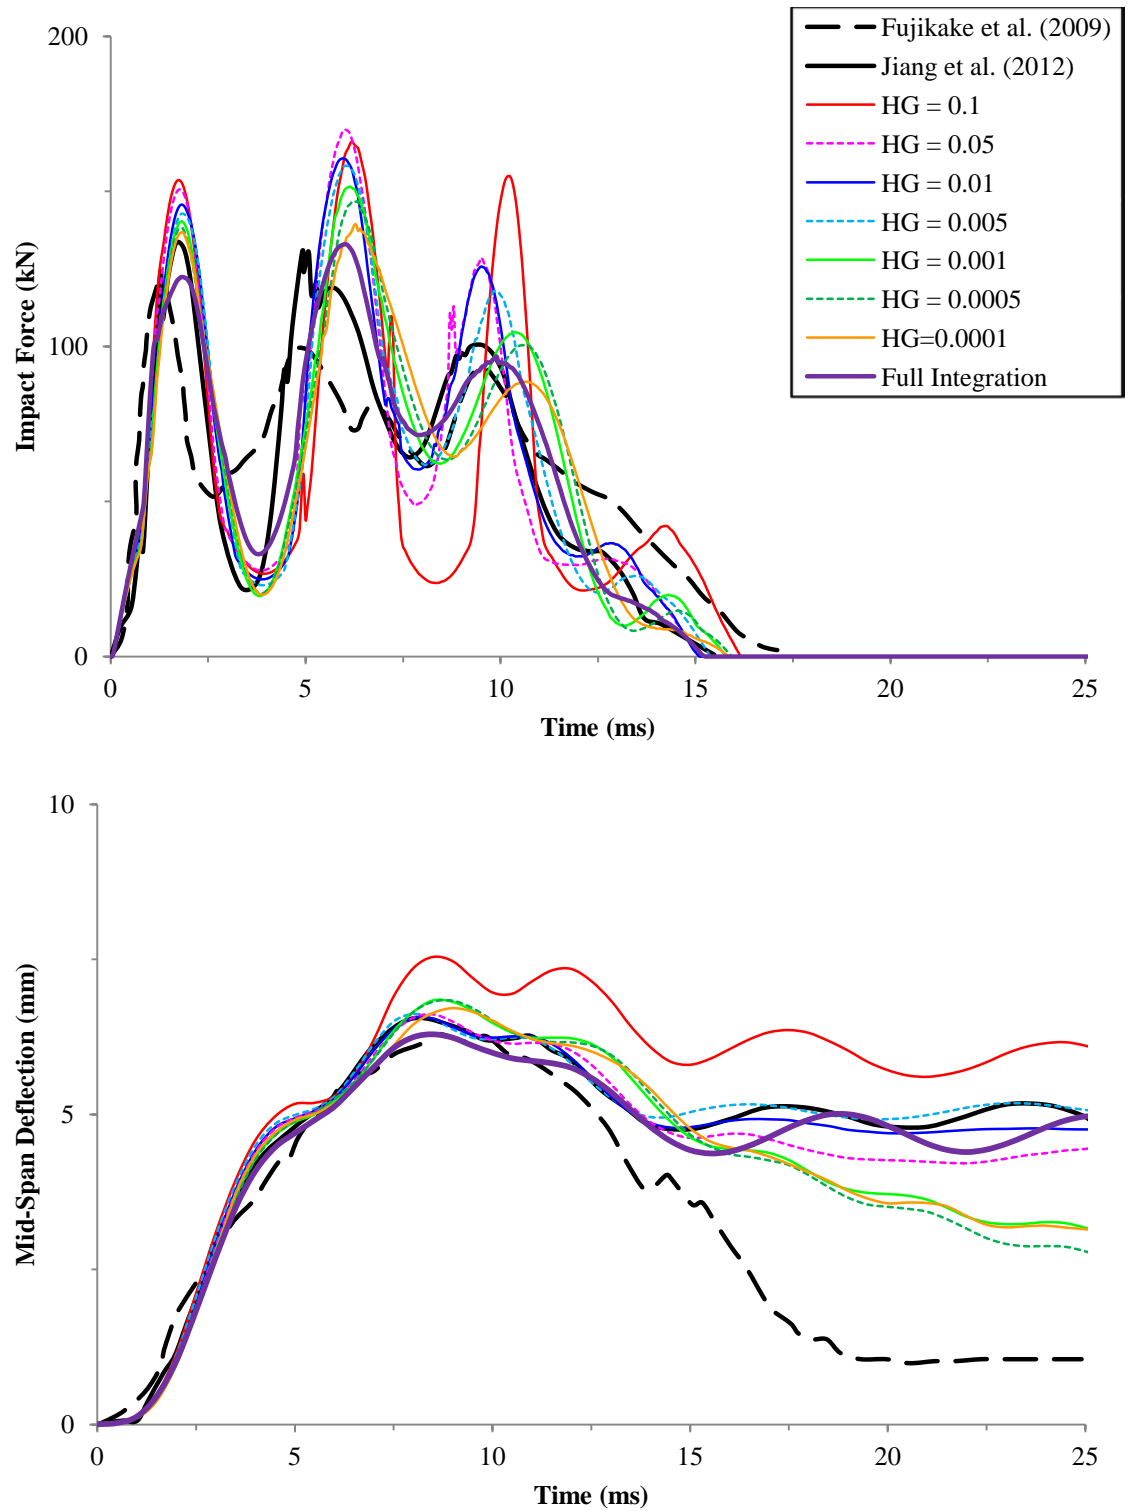 200
100
0
0
5
10
15
20
25
Impact Force (kN)
Time (ms)
Fujikake et al. (2009)
Jiang et al. (2012)
HG = 0.1
HG = 0.05
HG = 0.01
HG = 0.005
HG = 0.001
HG = 0.0005
HG=0.0001
Full Integration
10
5
0
0
5
10
15
20
25
Mid-Span Deflection (mm)
Time (ms)